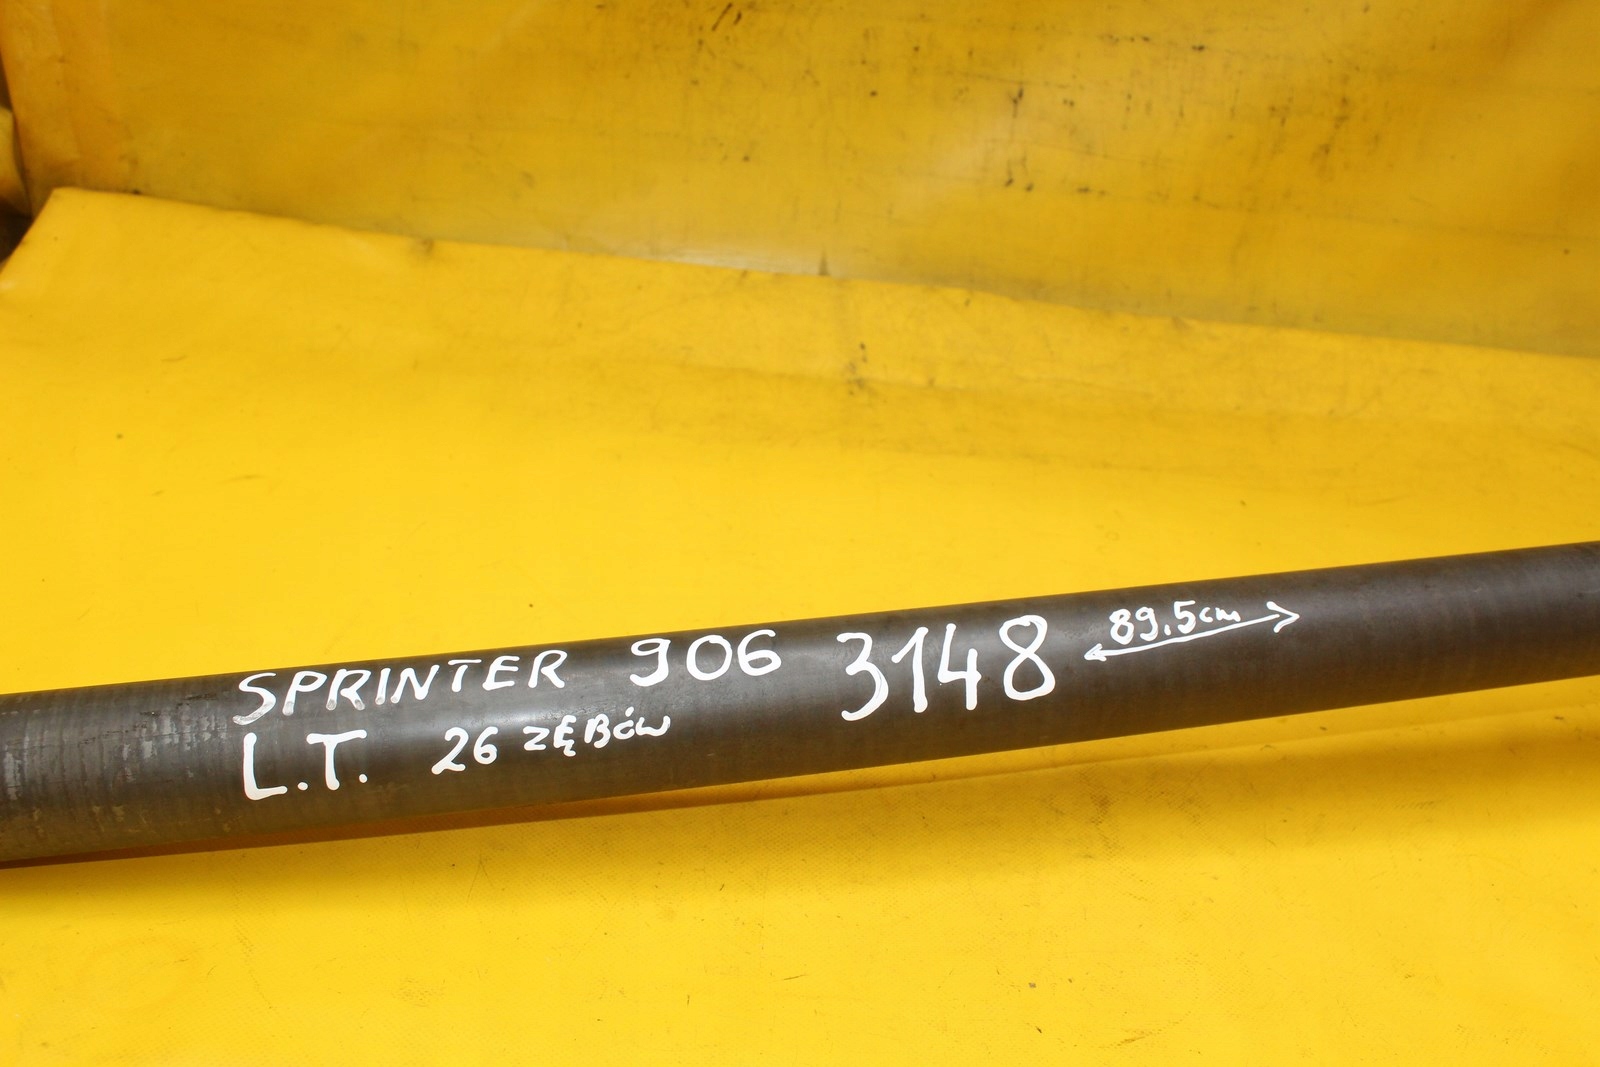 SPRINTER 906 3148 89,5cm
L.T. 26 ZĘBÓW